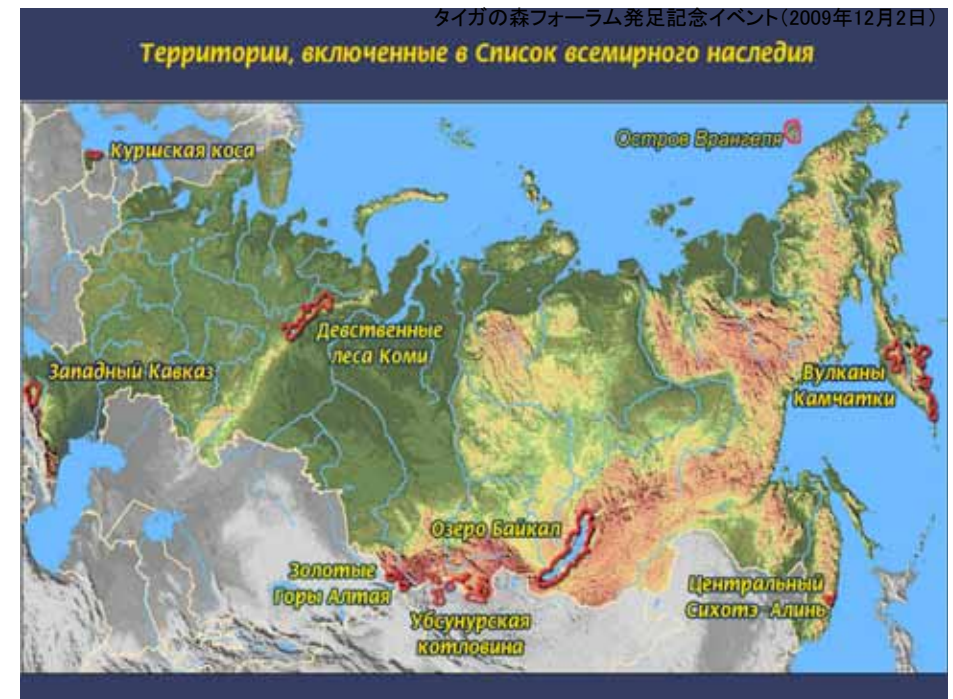 タイガの森フォーラム発足記念イベント(2009年12月2日)
Территории, включенные в Список всемирного наследия
Остров Врангеля
Куршская коса
Девственные
леса Коми
Западный Кавказ
Вулканы
Камчатки
Озеро Байкал
Золотые
Горы Алтая
Убсунурская
котловина
Центральный
Сихотэ- Алинь